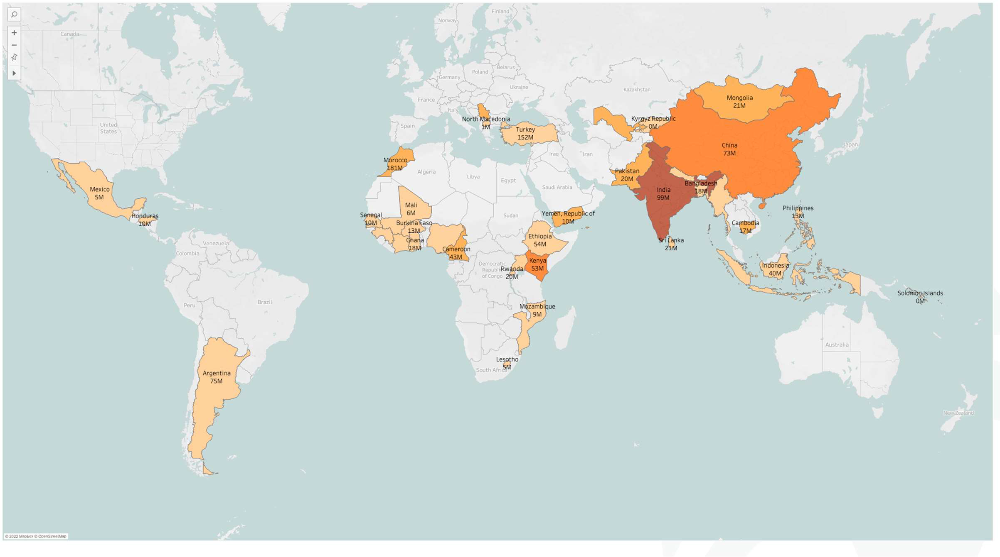 Canada
Finland
Norway
Belarus
Poland
Germany
Ukraine
France
Kazakhstan
Mongolia
21M
Italy
North Macedonia
1M
Kyrgyz Republic
0M
Spain
United
States
Turkey
152M
China
73M
Japan
Iraq
Iran
Morocco
181M
Algeria
Libya
Egypt
Saudi Arabia
Pakistan
20M
Bangladesh
18M
India
99M
Mexico
5M
Mali
6M
Honduras
10M
Senegal
10M
Sudan
Yemen, Republic of
10M
Philippines
13M
Burkina Faso
13M
Cambodia
17M
Ghana
18M
Ethiopia
54M
Sri Lanka
21M
Venezuela
Colombia
Cameroon
43M
Kenya
53M
Democratic
Republic
of Congo
Rwanda
20M
Indonesia
40M
Solomon Islands
0M
Brazil
Peru
Mozambique
9M
Australia
Lesotho
5M
South Africa
Argentina
75M
New Zealand
© 2022 Mapbox © OpenStreetMap